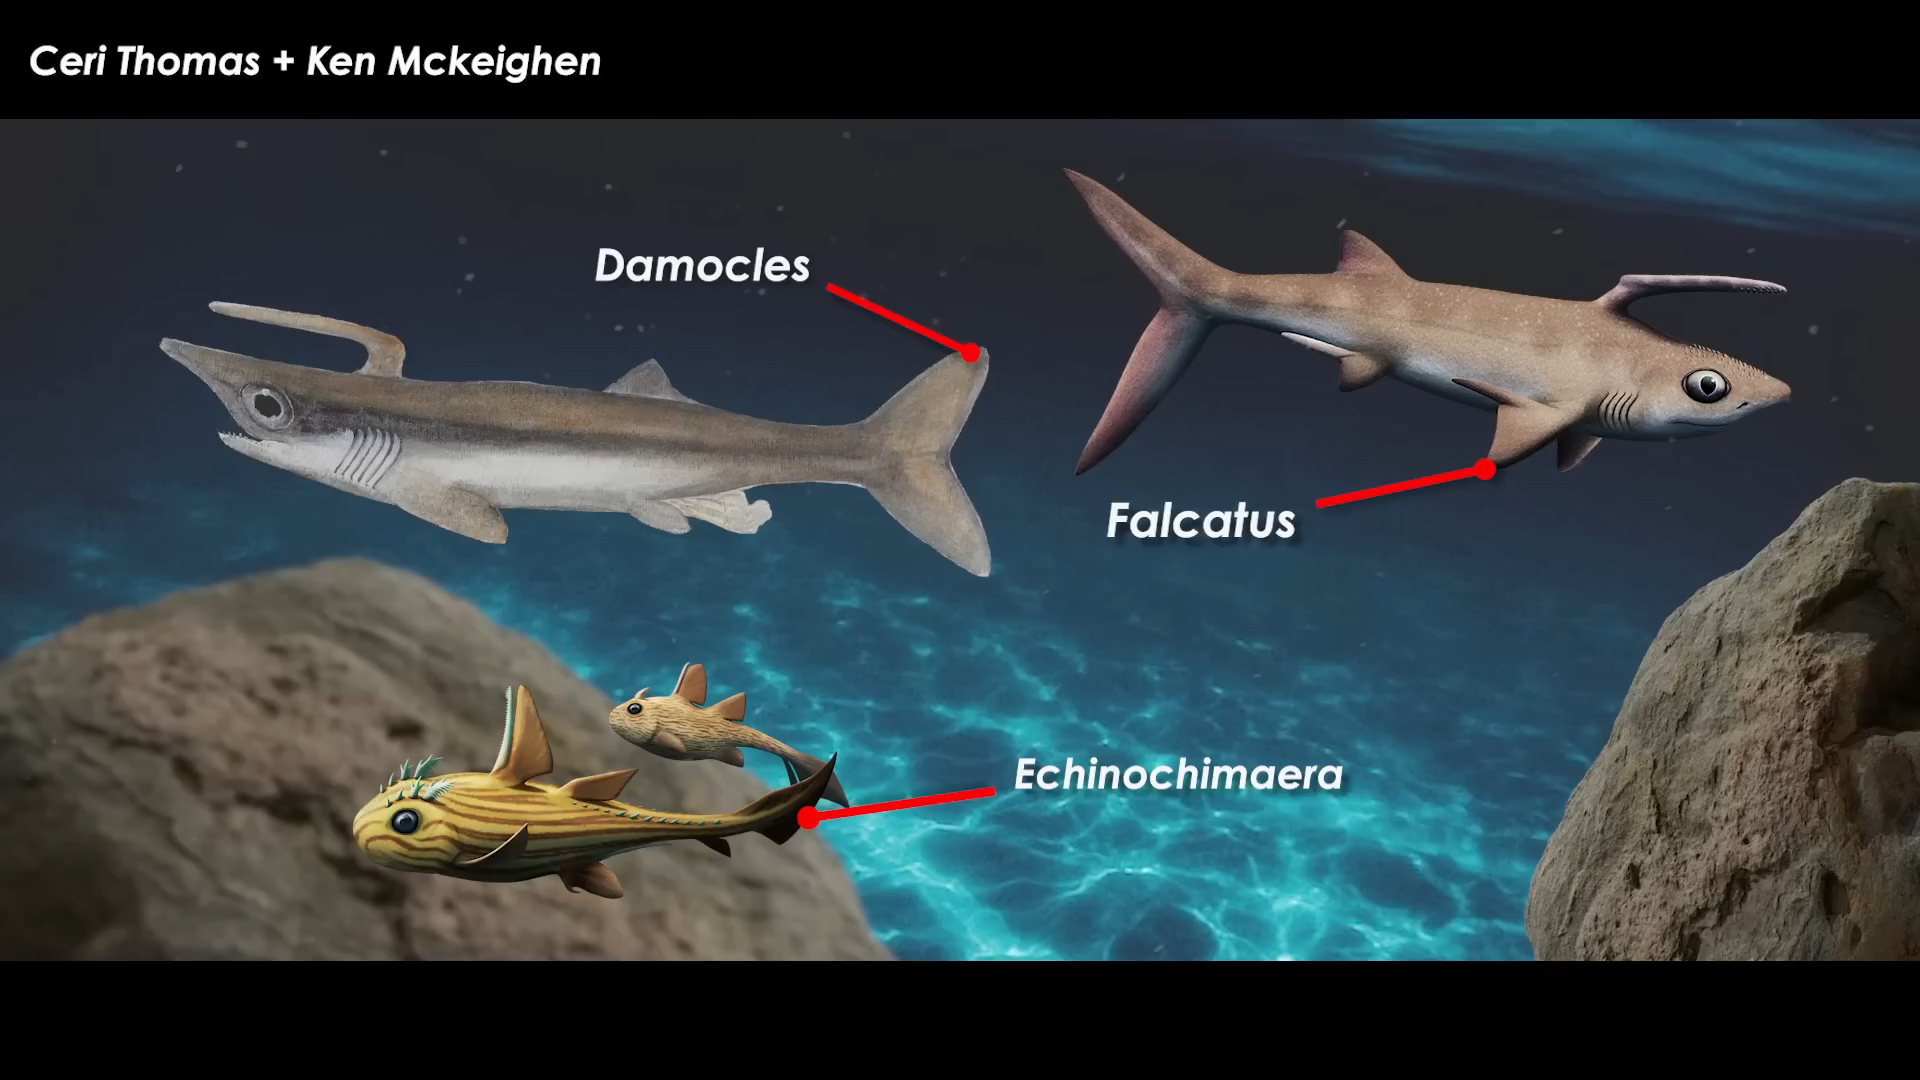 Ceri Thomas + Ken Mckeighen
Damocles
Falcatus
Echinochimaera